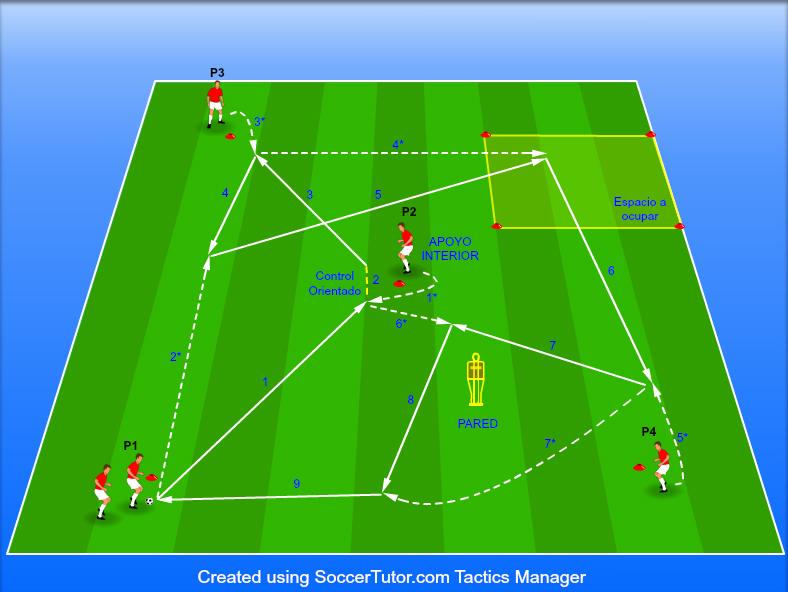 P3
3*
4*
4
3
5
Espacio a
ocupar
P2
APOYO
INTERIOR
6
Control
Orientado
2
1*
2*
6*
7
1
8
PARED
P4
5*
7*
P1
9
Created using SoccerTutor.com Tactics Manager